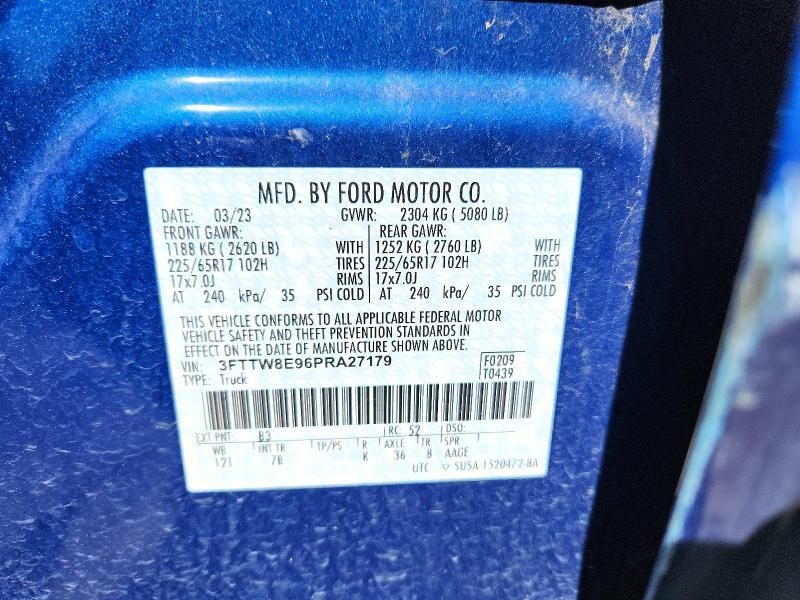 MFD. BY FORD MOTOR CO.
DATE: 03/23 GVWR: 2304 KG ( 5080 LB)
FRONT GAWR: REAR GAWR:
1188 KG ( 2620 LB) WITH 1252 KG ( 2760 LB) WITH
225/65R17 102H TIRES 225/65R17 102H TIRES
17x7.0J RIMS 17x7.0J RIMS
AT 240 kPa/ 35 PSI COLD AT 240 kPa/ 35 PSI COLD
THIS VEHICLE CONFORMS TO ALL APPLICABLE FEDERAL MOTOR
VEHICLE SAFETY AND THEFT PREVENTION STANDARDS IN
EFFECT ON THE DATE OF MANUFACTURE SHOWN ABOVE.
VIN: 3FTTW8E96PRA27179 F0209
TYPE: Truck T0439
EXT PNT: B3 RC: 52 DSO:
WB INT TR TP/PS R AXLE TR SPR
121 7B K 36 8 AAGE
UTC ▽ 5U5A-1520472-BA